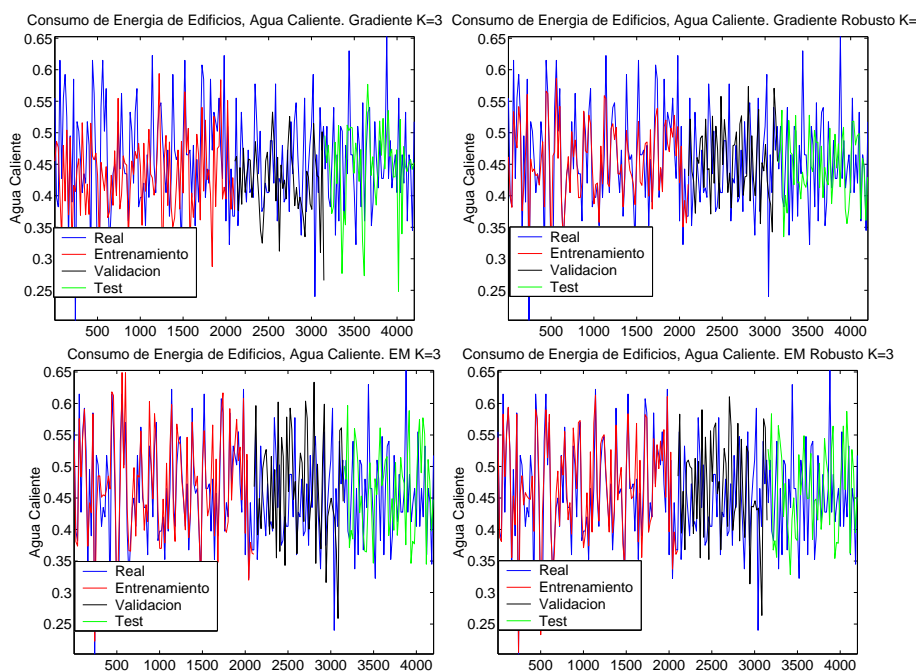 Consumo de Energia de Edificios, Agua Caliente. Gradiente K=3
0.65
0.6
0.55
0.5
0.45
0.4
0.35
0.3
0.25
Agua Caliente
Real
Entrenamiento
Validacion
Test
500 1000 1500 2000 2500 3000 3500 4000
Consumo de Energia de Edificios, Agua Caliente. Gradiente Robusto K=
0.65
0.6
0.55
0.5
0.45
0.4
0.35
0.3
0.25
Agua Caliente
Real
Entrenamiento
Validacion
Test
500 1000 1500 2000 2500 3000 3500 4000
Consumo de Energia de Edificios, Agua Caliente. EM K=3
0.65
0.6
0.55
0.5
0.45
0.4
0.35
0.3
0.25
Agua Caliente
Real
Entrenamiento
Validacion
Test
500 1000 1500 2000 2500 3000 3500 4000
Consumo de Energia de Edificios, Agua Caliente. EM Robusto K=3
0.65
0.6
0.55
0.5
0.45
0.4
0.35
0.3
0.25
Agua Caliente
Real
Entrenamiento
Validacion
Test
500 1000 1500 2000 2500 3000 3500 4000